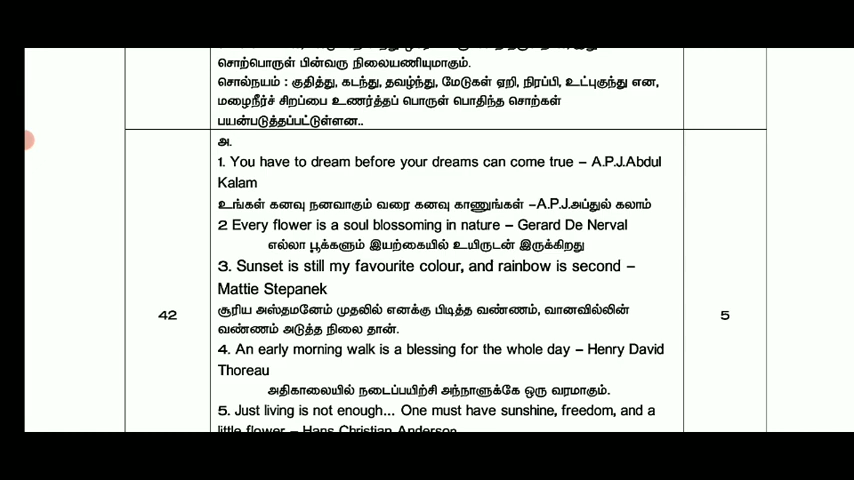 சொற்பொருள் பின்வரு நிலையணியுமாகும்.
சொல்நயம் : குதித்து, கடந்து, தவழ்ந்து, மேடுகள் ஏறி, நிரப்பி, உட்புகுந்து என,
மழைநீர்ச் சிறப்பை உணர்த்தப் பொருள் பொதிந்த சொற்கள்
பயன்படுத்தப்பட்டுள்ளன..
அ.
1. You have to dream before your dreams can come true – A.P.J.Abdul
Kalam
உங்கள் கனவு நனவாகும் வரை கனவு காணுங்கள் –A.P.J.அப்துல் கலாம்
2 Every flower is a soul blossoming in nature – Gerard De Nerval
எல்லா பூக்களும் இயற்கையில் உயிருடன் இருக்கிறது
3. Sunset is still my favourite colour, and rainbow is second –
Mattie Stepanek
42
சூரிய அஸ்தமனேம் முதலில் எனக்கு பிடித்த வண்ணம், வானவில்லின்
5
வண்ணம் அடுத்த நிலை தான்.
4. An early morning walk is a blessing for the whole day – Henry David
Thoreau
அதிகாலையில் நடைப்பயிற்சி அந்நாளுக்கே ஒரு வரமாகும்.
5. Just living is not enough... One must have sunshine, freedom, and a
little flower – Hans Christian Anderson